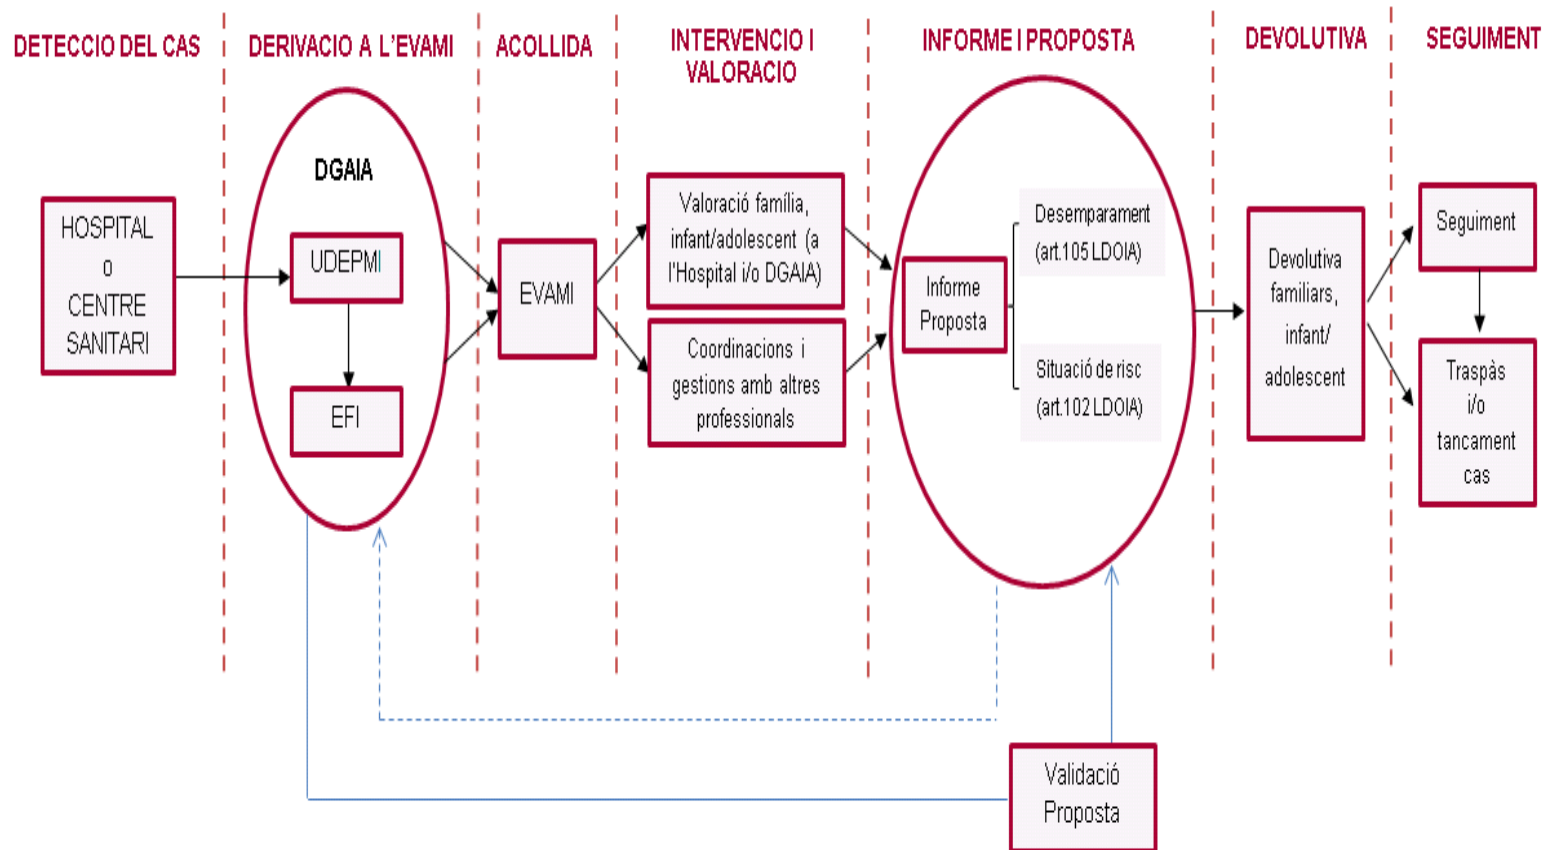 DETECCIO DEL CAS
DERIVACIO A L'EVAMI
ACOLLIDA
INTERVENCIO I
VALORACIO
INFORME I PROPOSTA
DEVOLUTIVA
SEGUIMENT
HOSPITAL
o
CENTRE
SANITARI
DGAIA
UDEPMI
EFI
EVAMI
Valoració família,
infant/adolescent (a
l'Hospital i/o DGAIA)
Coordinacions i
gestions amb altres
professionals
Informe
Proposta
Desemparament
(art.105 LDOIA)
Situació de risc
(art.102 LDOIA)
Devolutiva
familiars,
infant/
adolescent
Seguiment
Traspàs
i/o
tancament
cas
Validació
Proposta